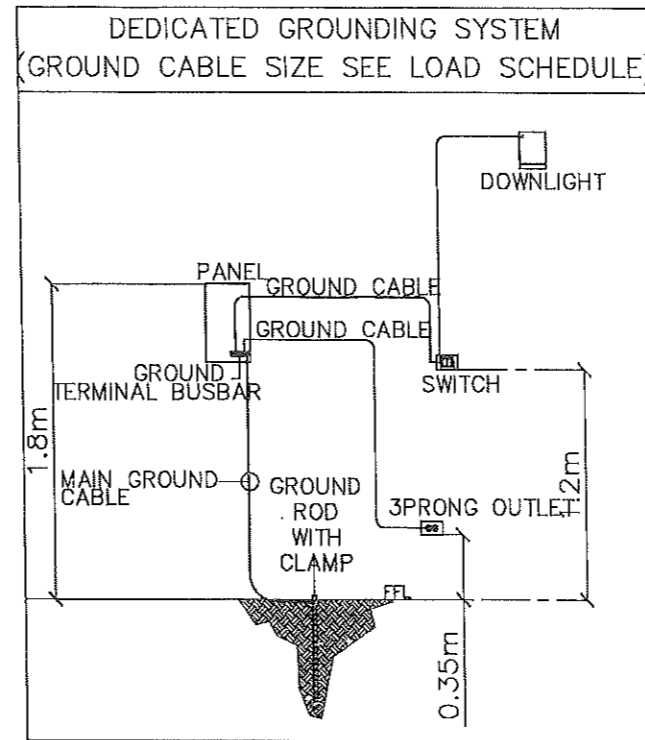 DEDICATED GROUNDING SYSTEM
(GROUND CABLE SIZE SEE LOAD SCHEDULE)
DOWNLIGHT
PANEL
GROUND CABLE
GROUND CABLE
GROUND
TERMINAL BUSBAR
SWITCH
1.8m
MAIN GROUND
CABLE
GROUND
ROD
WITH
CLAMP
3PRONG OUTLET
1.2m
FFL
0.35m